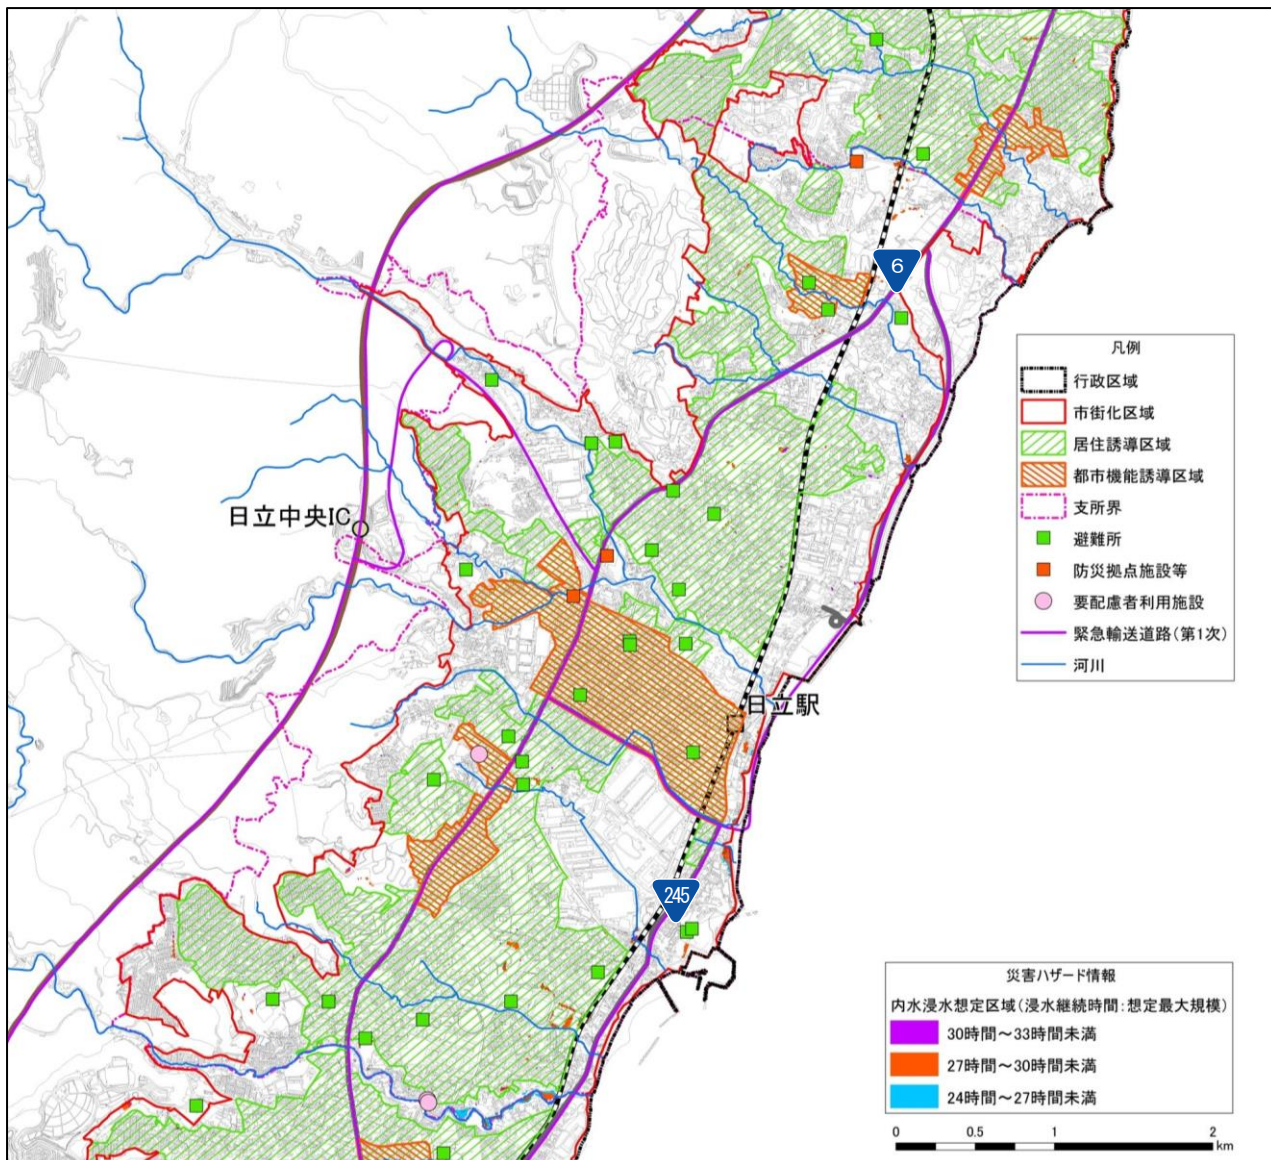 6
凡例
行政区域
市街化区域
居住誘導区域
都市機能誘導区域
支所界
避難所
防災拠点施設等
要配慮者利用施設
緊急輸送道路(第1次)
河川
日立中央IC
日立駅
245
災害ハザード情報
内水浸水想定区域(浸水継続時間:想定最大規模)
30時間~33時間未満
27時間~30時間未満
24時間~27時間未満
0 0.5 1 2
km